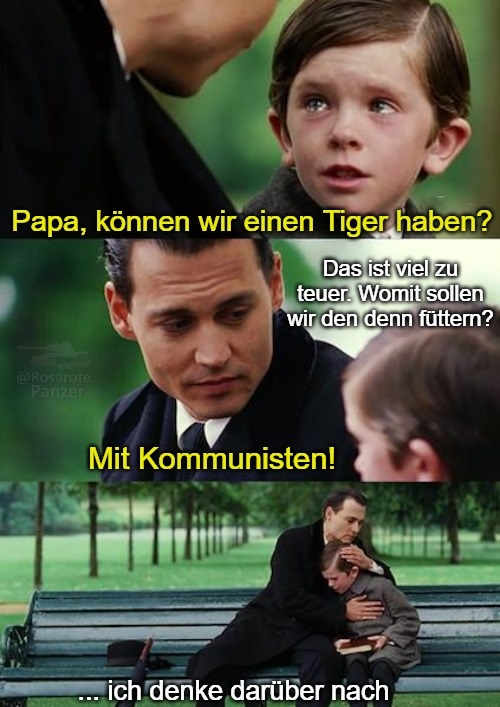 Papa, können wir einen Tiger haben?
Das ist viel zu
teuer. Womit sollen
wir den denn füttern?
@Rosarote
Panzer
Mit Kommunisten!
... ich denke darüber nach